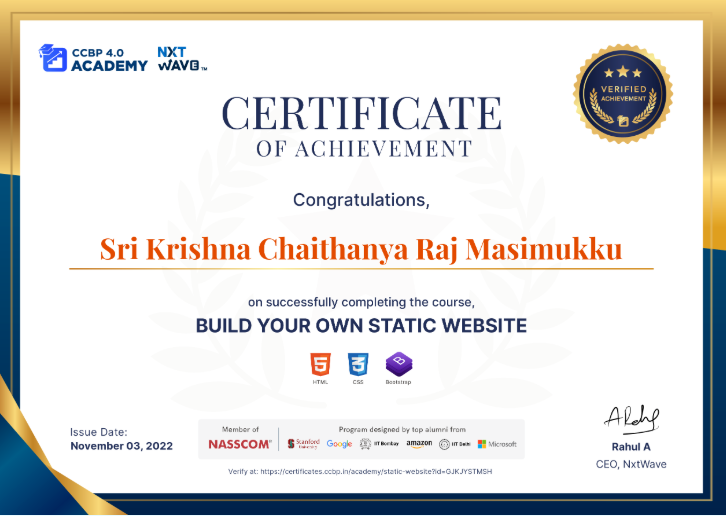 CCBP 4.0
ACADEMY
NXT
WAVE™
VERIFIED
ACHIEVEMENT
CERTIFICATE
OF ACHIEVEMENT
Congratulations,
Sri Krishna Chaithanya Raj Masimukku
on successfully completing the course,
BUILD YOUR OWN STATIC WEBSITE
HTML CSS Bootstrap
Issue Date:
November 03, 2022
Member of
NASSCOM®
Program designed by top alumni from
Stanford University Google IIT Bombay amazon IIT Delhi Microsoft
Rahul A
CEO, NxtWave
Verify at: https://certificates.ccbp.in/academy/static-website?id=GJKJYSTMSH